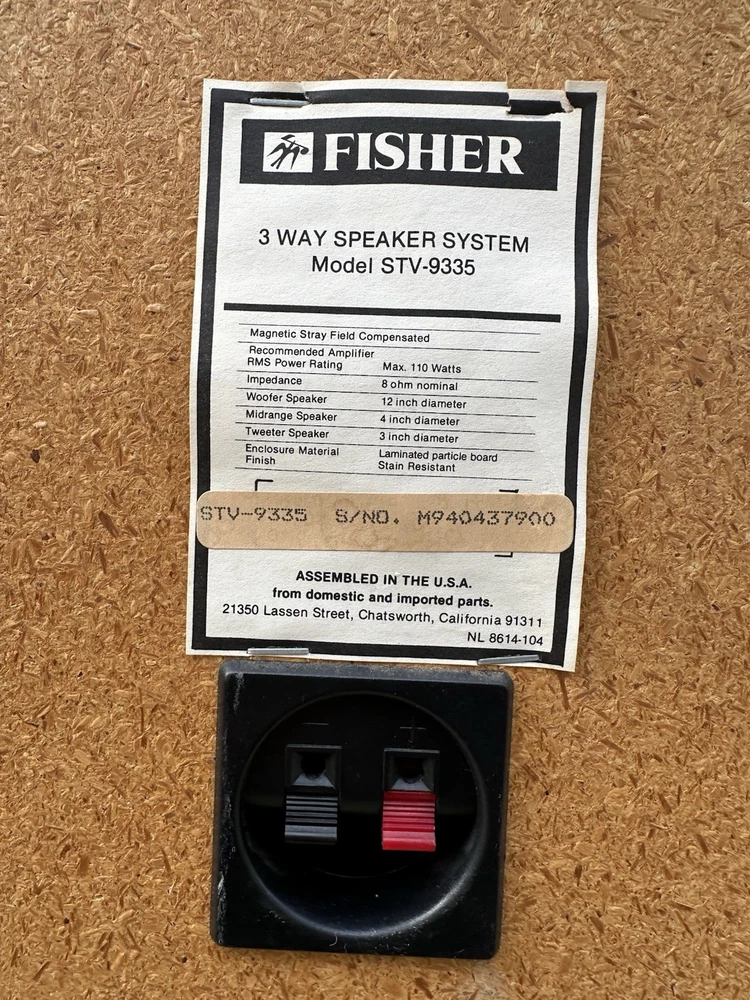 FISHER
3 WAY SPEAKER SYSTEM
Model STV-9335
Magnetic Stray Field Compensated
Recommended Amplifier
RMS Power Rating Max. 110 Watts
Impedance 8 ohm nominal
Woofer Speaker 12 inch diameter
Midrange Speaker 4 inch diameter
Tweeter Speaker 3 inch diameter
Enclosure Material Laminated particle board
Finish Stain Resistant
STV-9335 S/NO. M940437900
ASSEMBLED IN THE U.S.A.
from domestic and imported parts.
21350 Lassen Street, Chatsworth, California 91311
NL 8614-104
− +